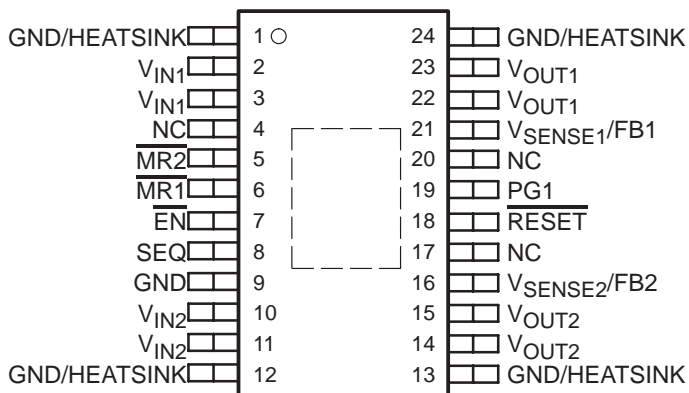 GND/HEATSINK 1 24 GND/HEATSINK
VIN1 2 23 VOUT1
VIN1 3 22 VOUT1
NC 4 21 VSENSE1/FB1
MR2 5 20 NC
MR1 6 19 PG1
EN 7 18 RESET
SEQ 8 17 NC
GND 9 16 VSENSE2/FB2
VIN2 10 15 VOUT2
VIN2 11 14 VOUT2
GND/HEATSINK 12 13 GND/HEATSINK